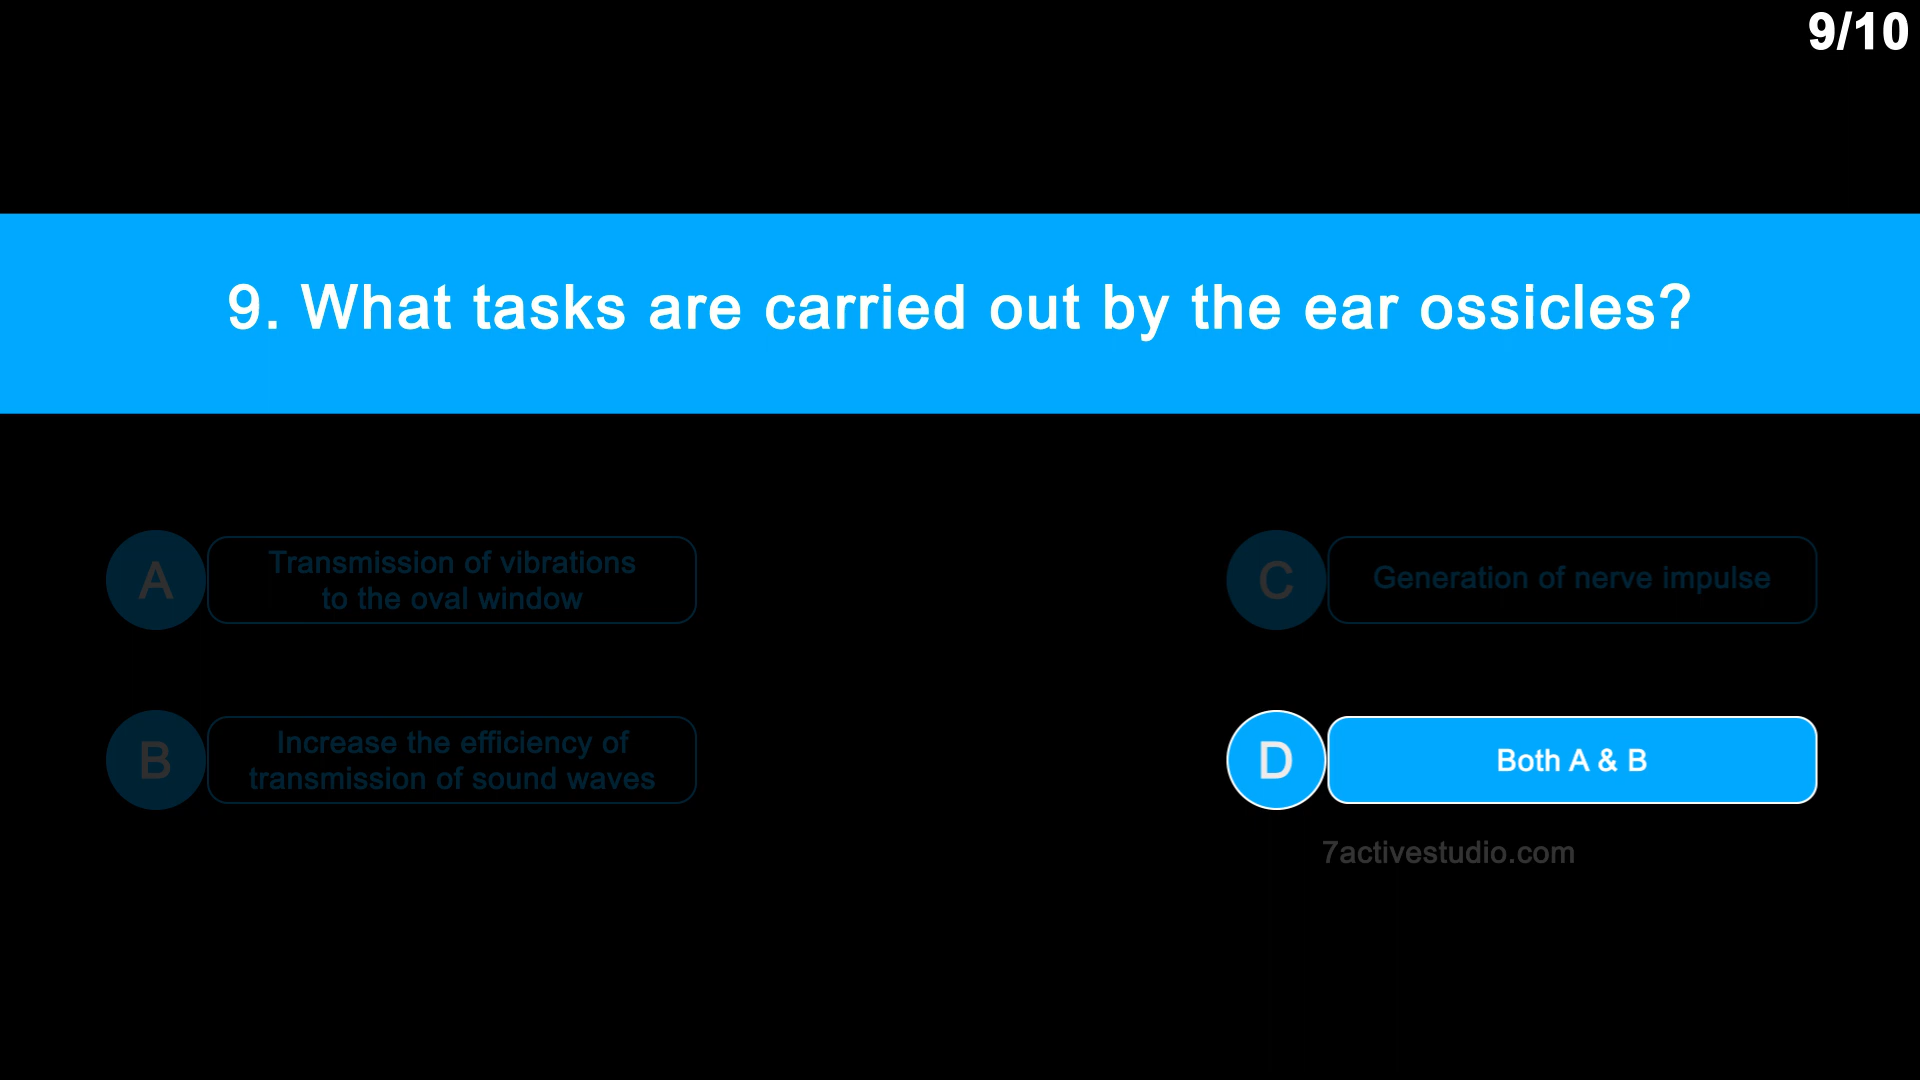 9/10
9. What tasks are carried out by the ear ossicles?
A
Transmission of vibrations
to the oval window
B
Increase the efficiency of
transmission of sound waves
C
Generation of nerve impulse
D
Both A & B
7activestudio.com